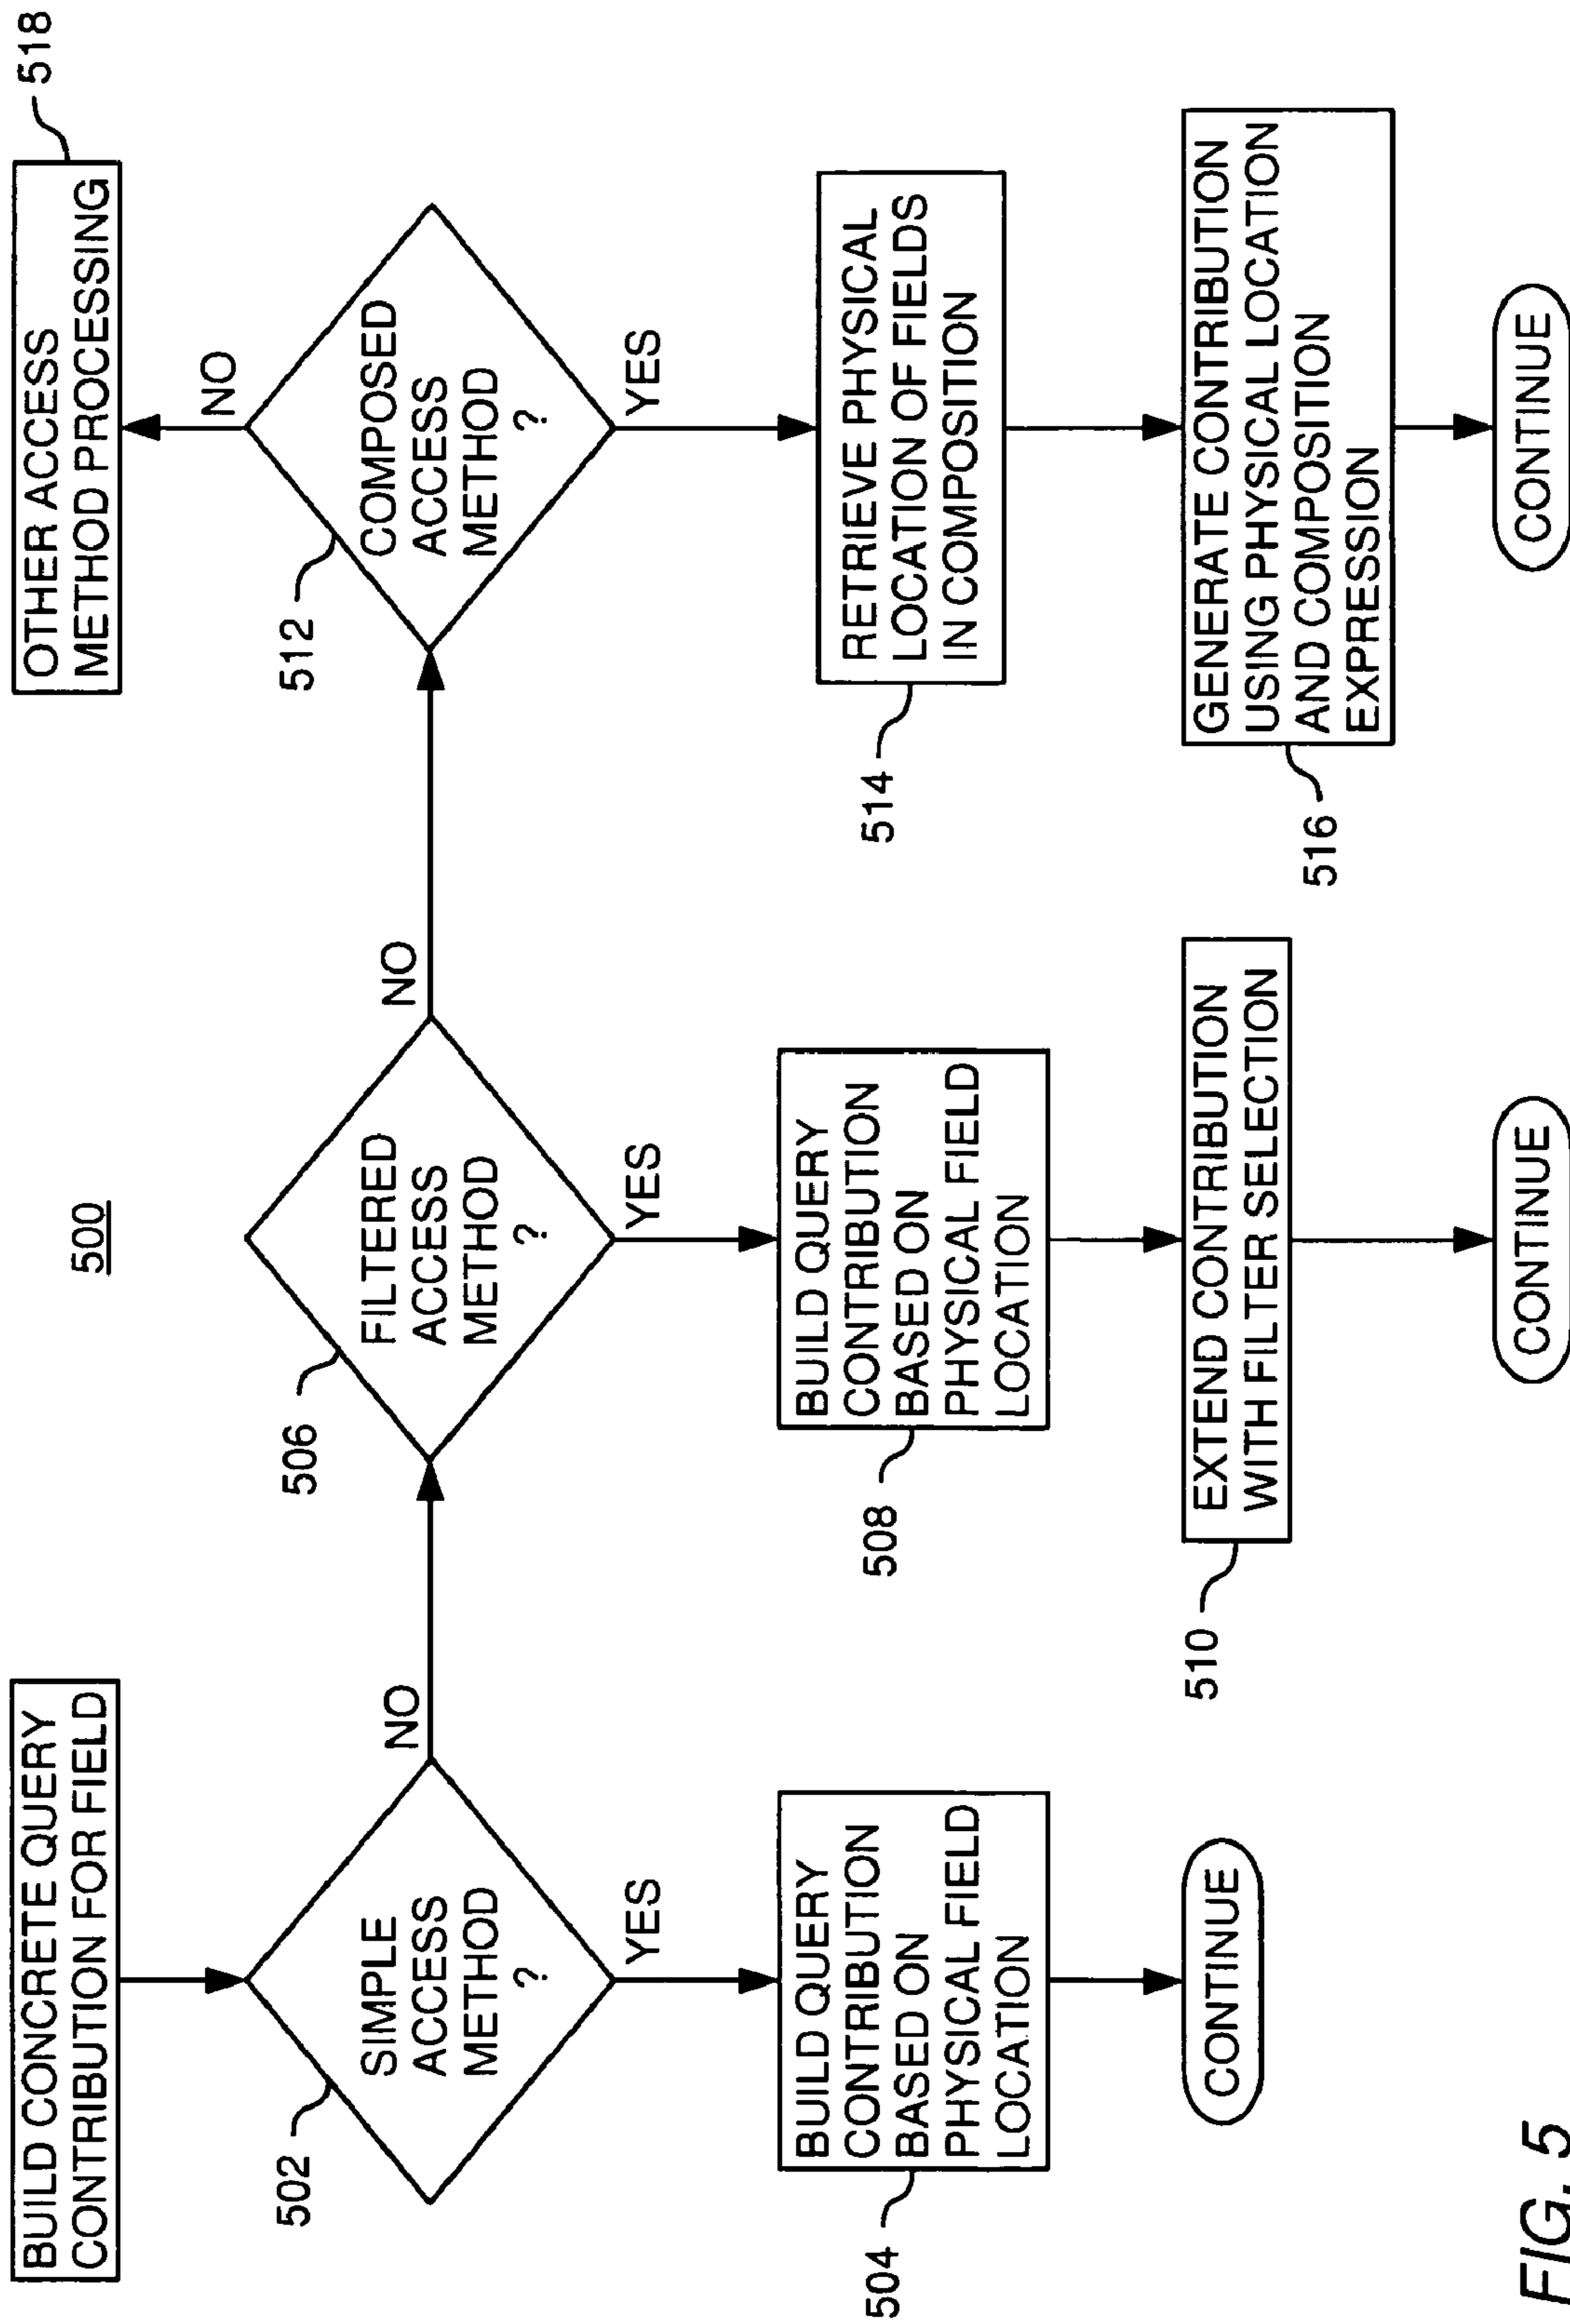 500
BUILD CONCRETE QUERY
CONTRIBUTION FOR FIELD
502
SIMPLE
ACCESS
METHOD
?
NO
YES
504
BUILD QUERY
CONTRIBUTION
BASED ON
PHYSICAL FIELD
LOCATION
CONTINUE
506
FILTERED
ACCESS
METHOD
?
NO
YES
508
BUILD QUERY
CONTRIBUTION
BASED ON
PHYSICAL FIELD
LOCATION
510
EXTEND CONTRIBUTION
WITH FILTER SELECTION
CONTINUE
512
COMPOSED
ACCESS
METHOD
?
NO
518
OTHER ACCESS
METHOD PROCESSING
YES
514
RETRIEVE PHYSICAL
LOCATION OF FIELDS
IN COMPOSITION
516
GENERATE CONTRIBUTION
USING PHYSICAL LOCATION
AND COMPOSITION
EXPRESSION
CONTINUE
FIG. 5